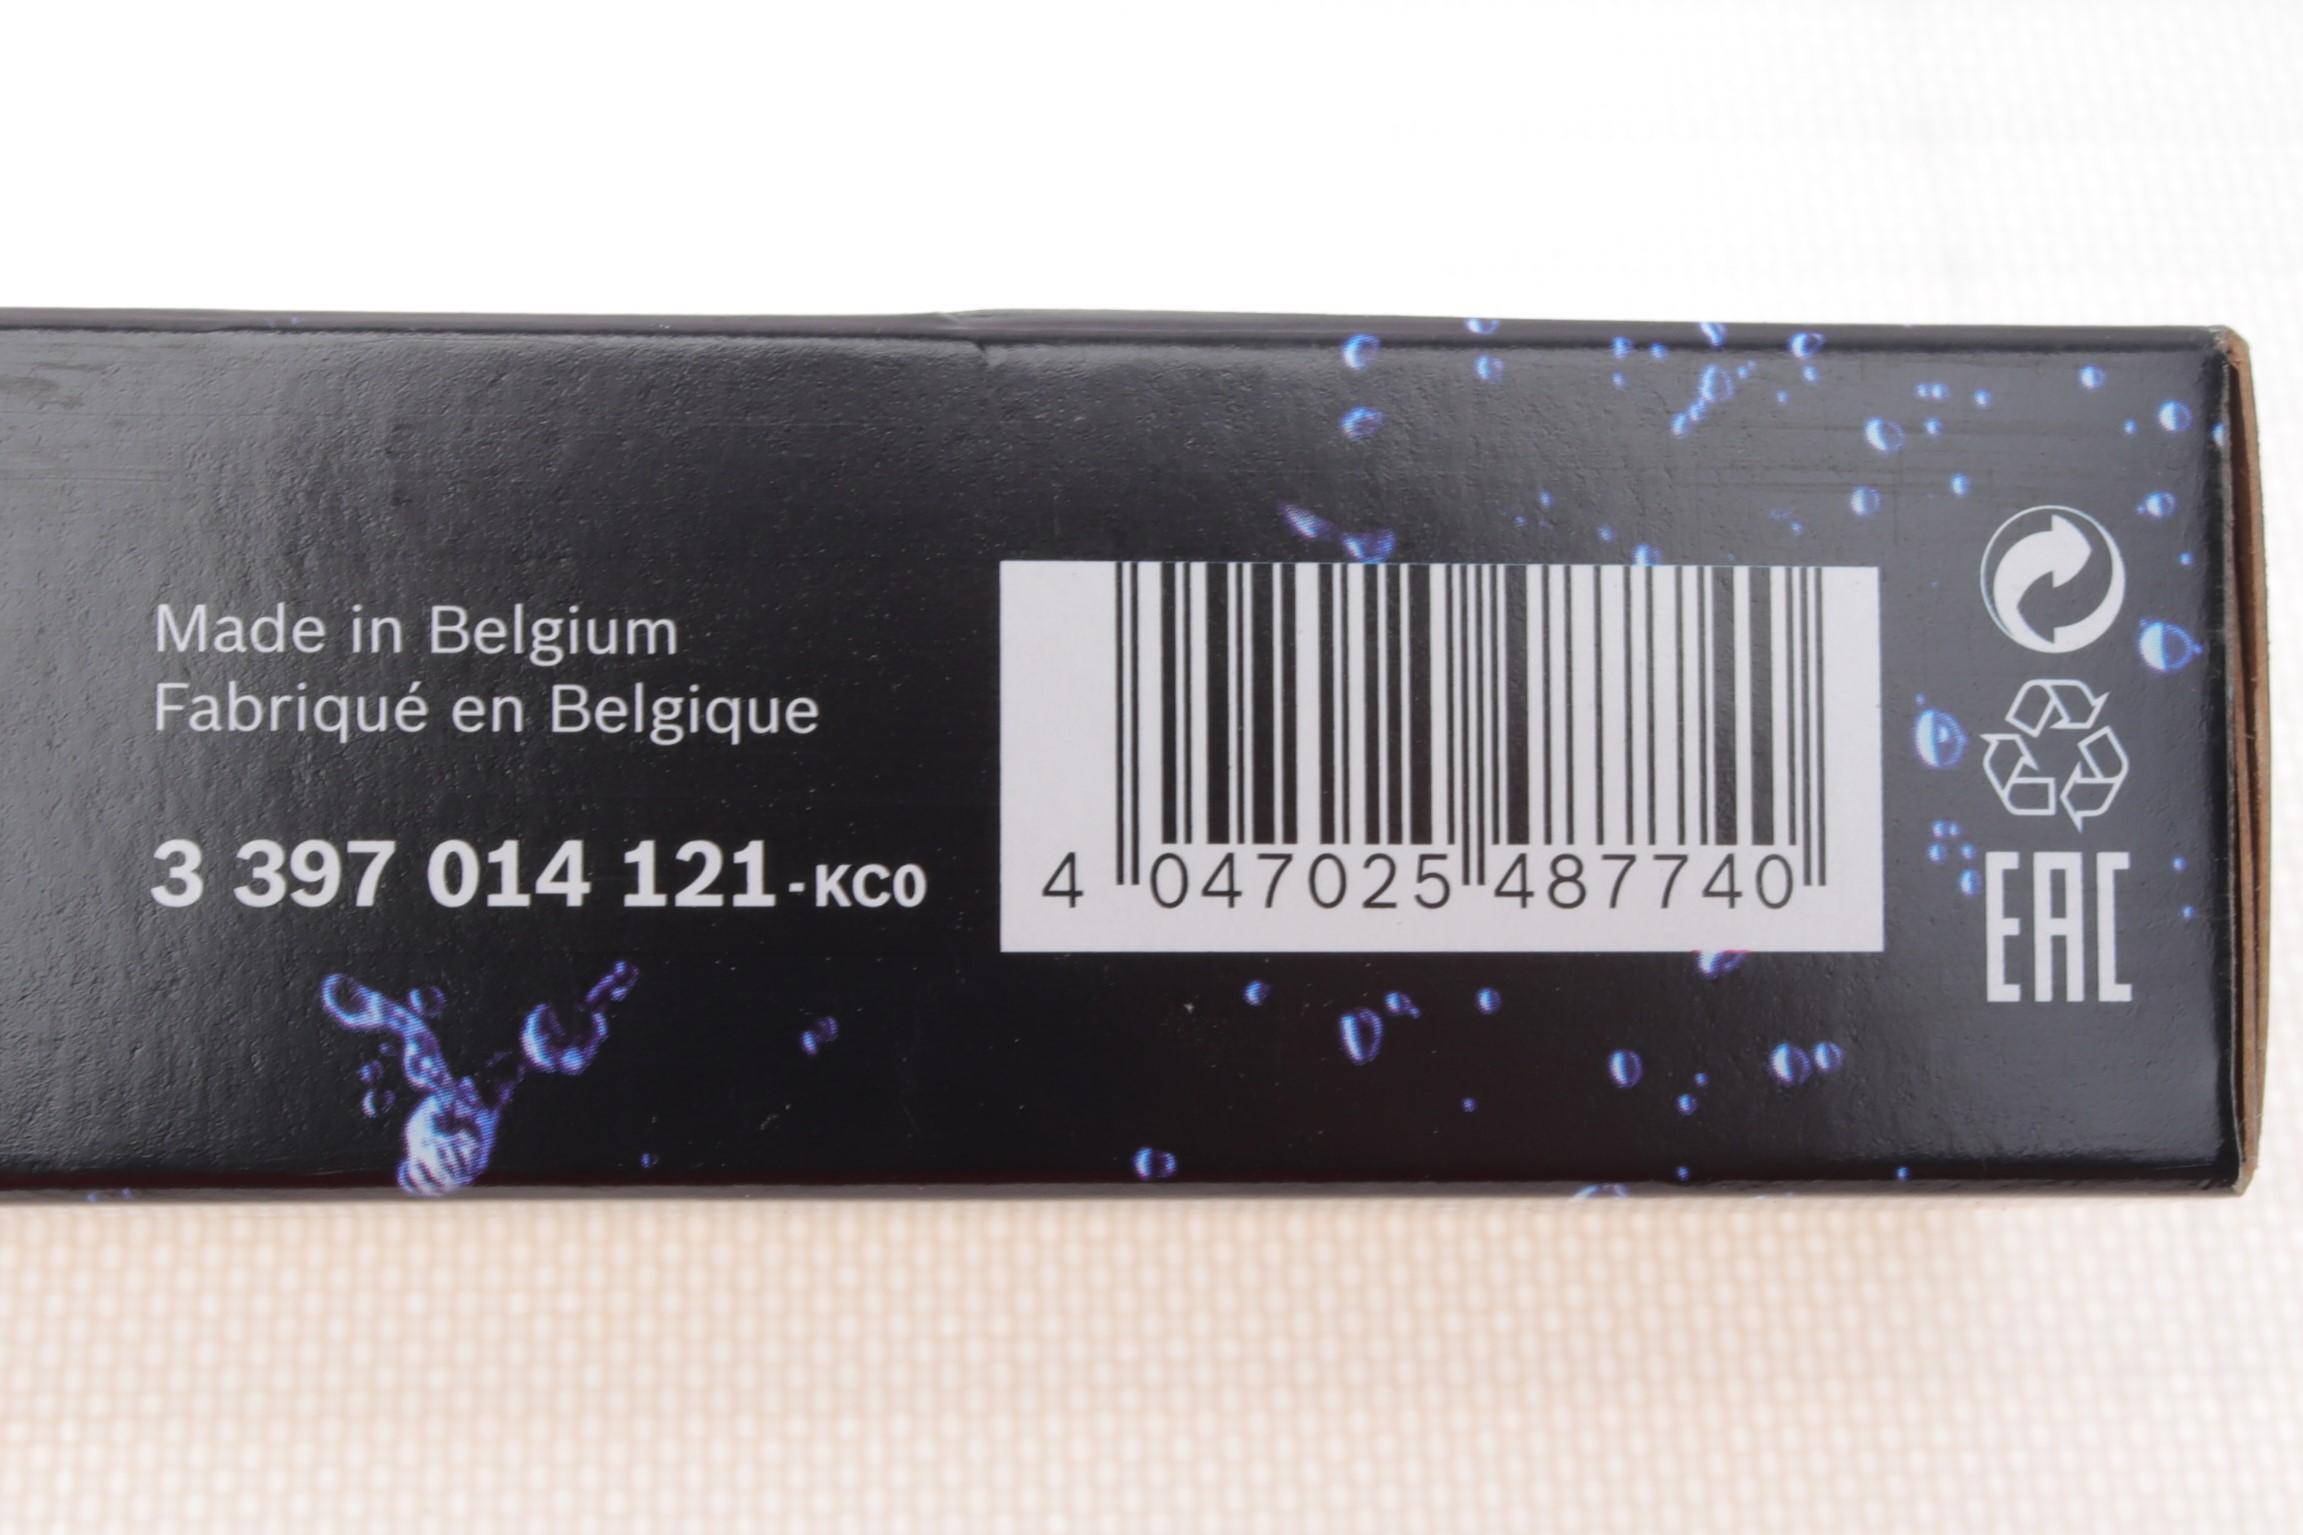 Made in Belgium
Fabriqué en Belgique
3 397 014 121-KC0
4 047025 487740
EAC